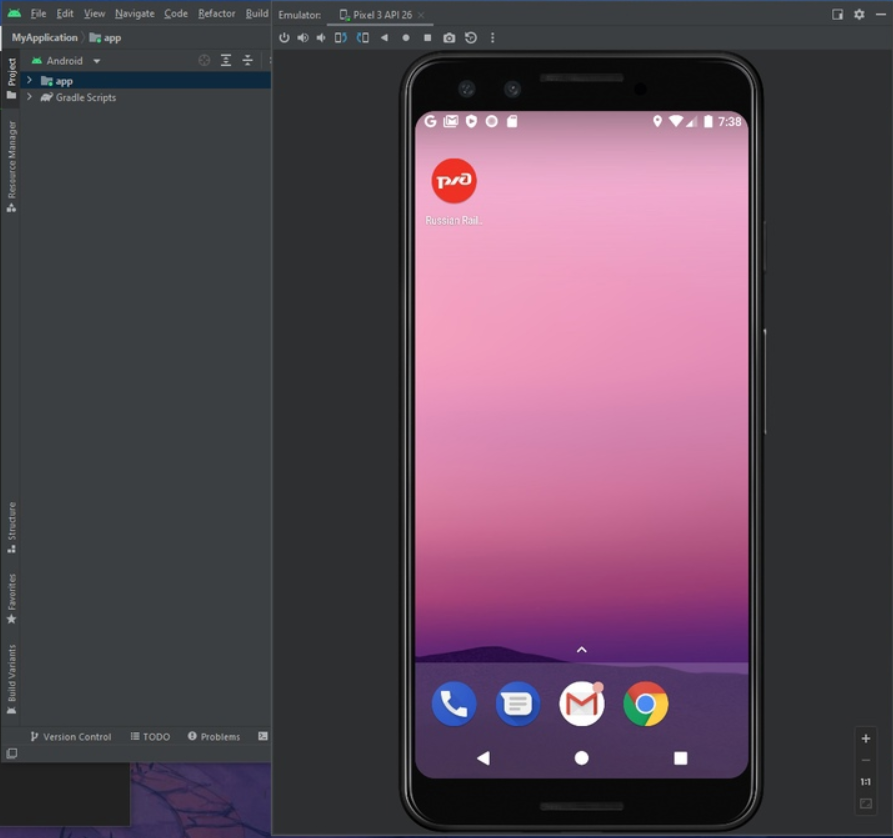 File Edit View Navigate Code Refactor Build
Emulator: Pixel 3 API 26
MyApplication app
Android
Project
app
Gradle Scripts
Resource Manager
7:38
ржд
Russian Rail..
Structure
Favorites
Build Variants
Version Control TODO Problems
1:1